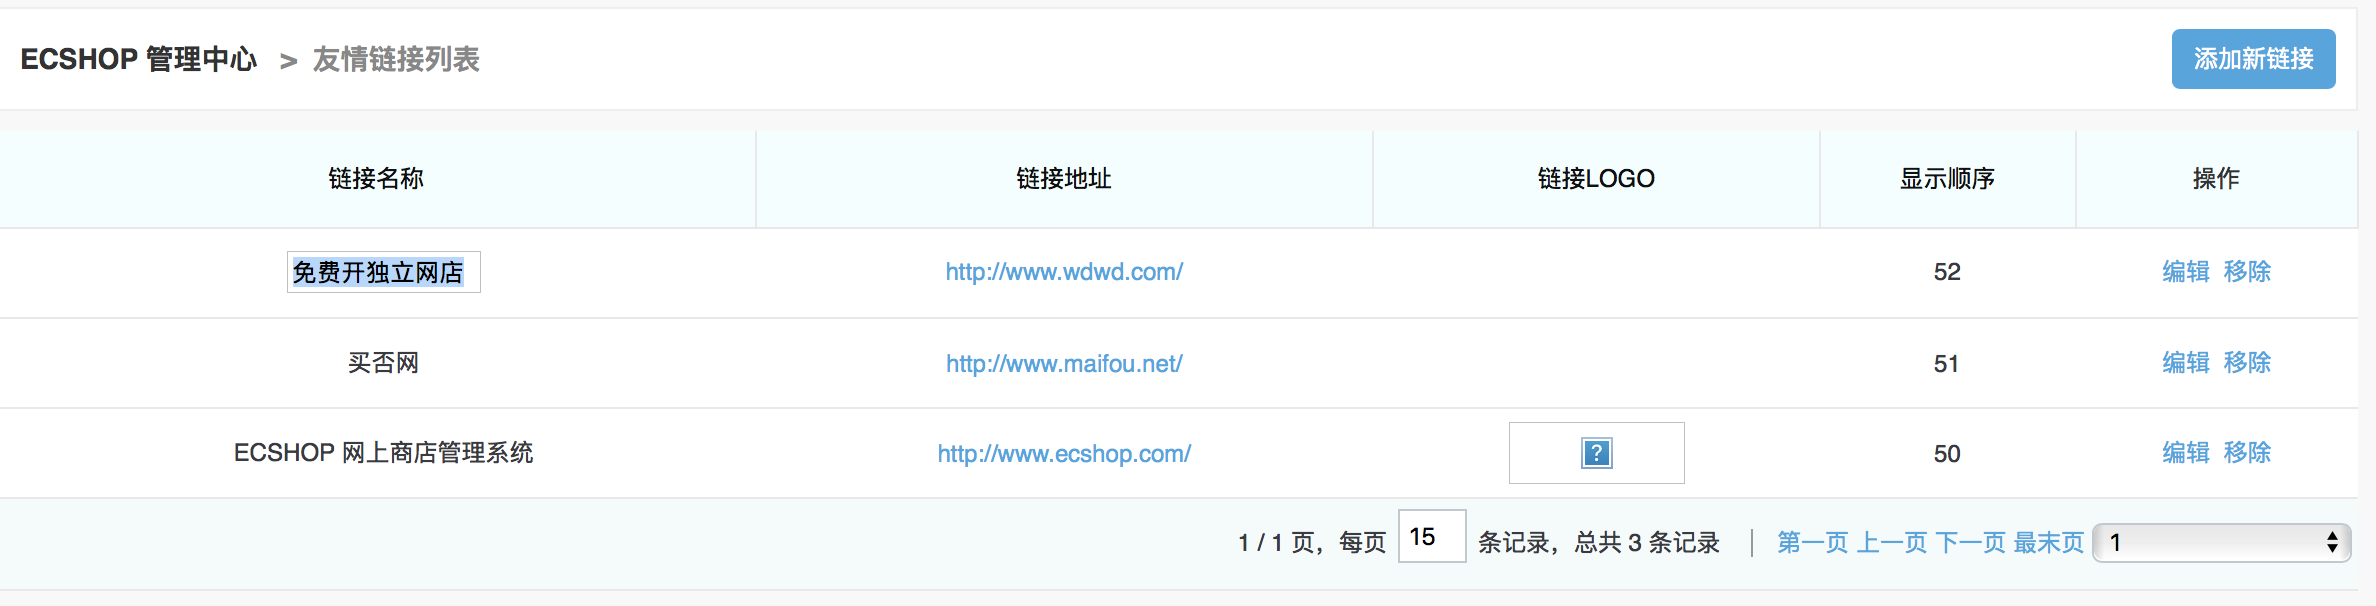 ECSHOP 管理中心 > 友情链接列表 添加新链接
链接名称 链接地址 链接LOGO 显示顺序 操作
免费开独立网店 http://www.wdwd.com/ 52 编辑 移除
买否网 http://www.maifou.net/ 51 编辑 移除
ECSHOP 网上商店管理系统 http://www.ecshop.com/ ? 50 编辑 移除
1 / 1 页，每页 15 条记录，总共 3 条记录 | 第一页 上一页 下一页 最末页 1